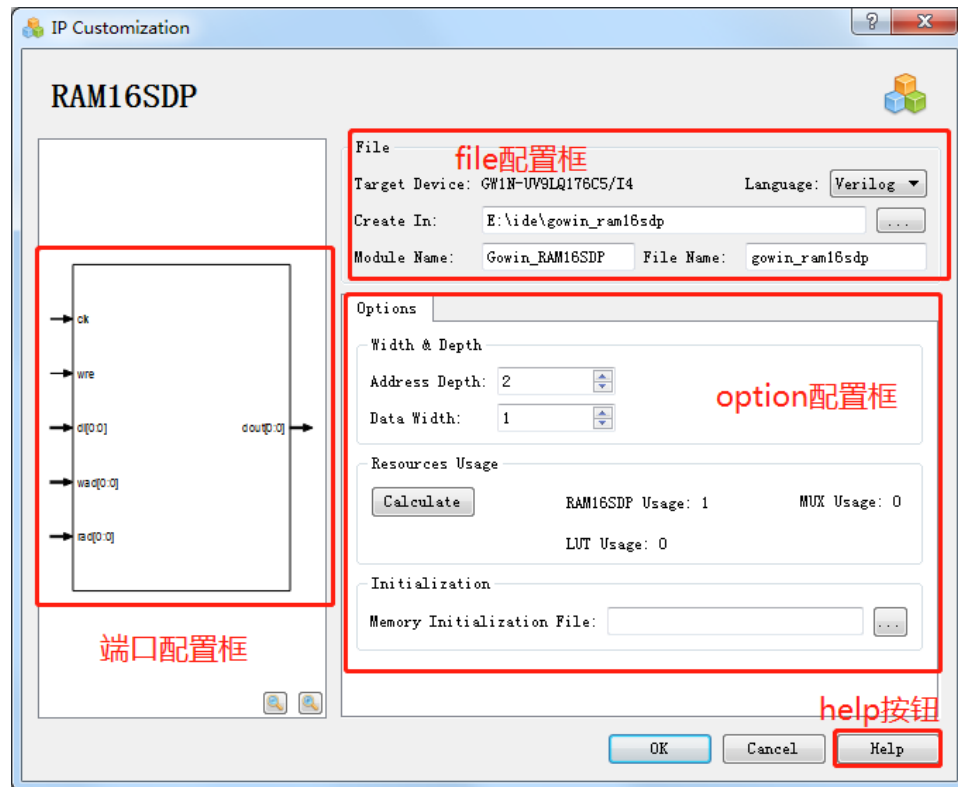 IP Customization
RAM16SDP
File
file配置框
Target Device: GW1N-UV9LQ176C5/I4
Language: Verilog
Create In: E:\ide\gowin_ram16sdp ...
Module Name: Gowin_RAM16SDP File Name: gowin_ram16sdp
Options
Width & Depth
Address Depth: 2
Data Width: 1
option配置框
Resources Usage
Calculate RAM16SDP Usage: 1 MUX Usage: 0
LUT Usage: 0
Initialization
Memory Initialization File: ...
clk
wre
di[0:0] dout[0:0]
wad[0:0]
rad[0:0]
端口配置框
help按钮
OK Cancel Help